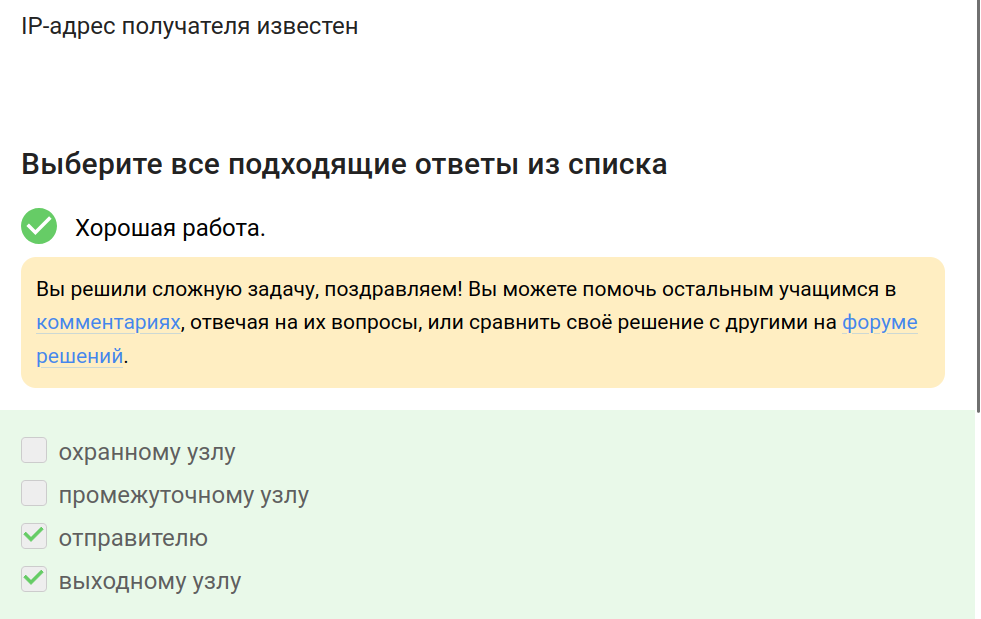 IP-адрес получателя известен
Выберите все подходящие ответы из списка
Хорошая работа.
Вы решили сложную задачу, поздравляем! Вы можете помочь остальным учащимся в
комментариях, отвечая на их вопросы, или сравнить своё решение с другими на форуме
решений.
охранному узлу
промежуточному узлу
отправителю
выходному узлу